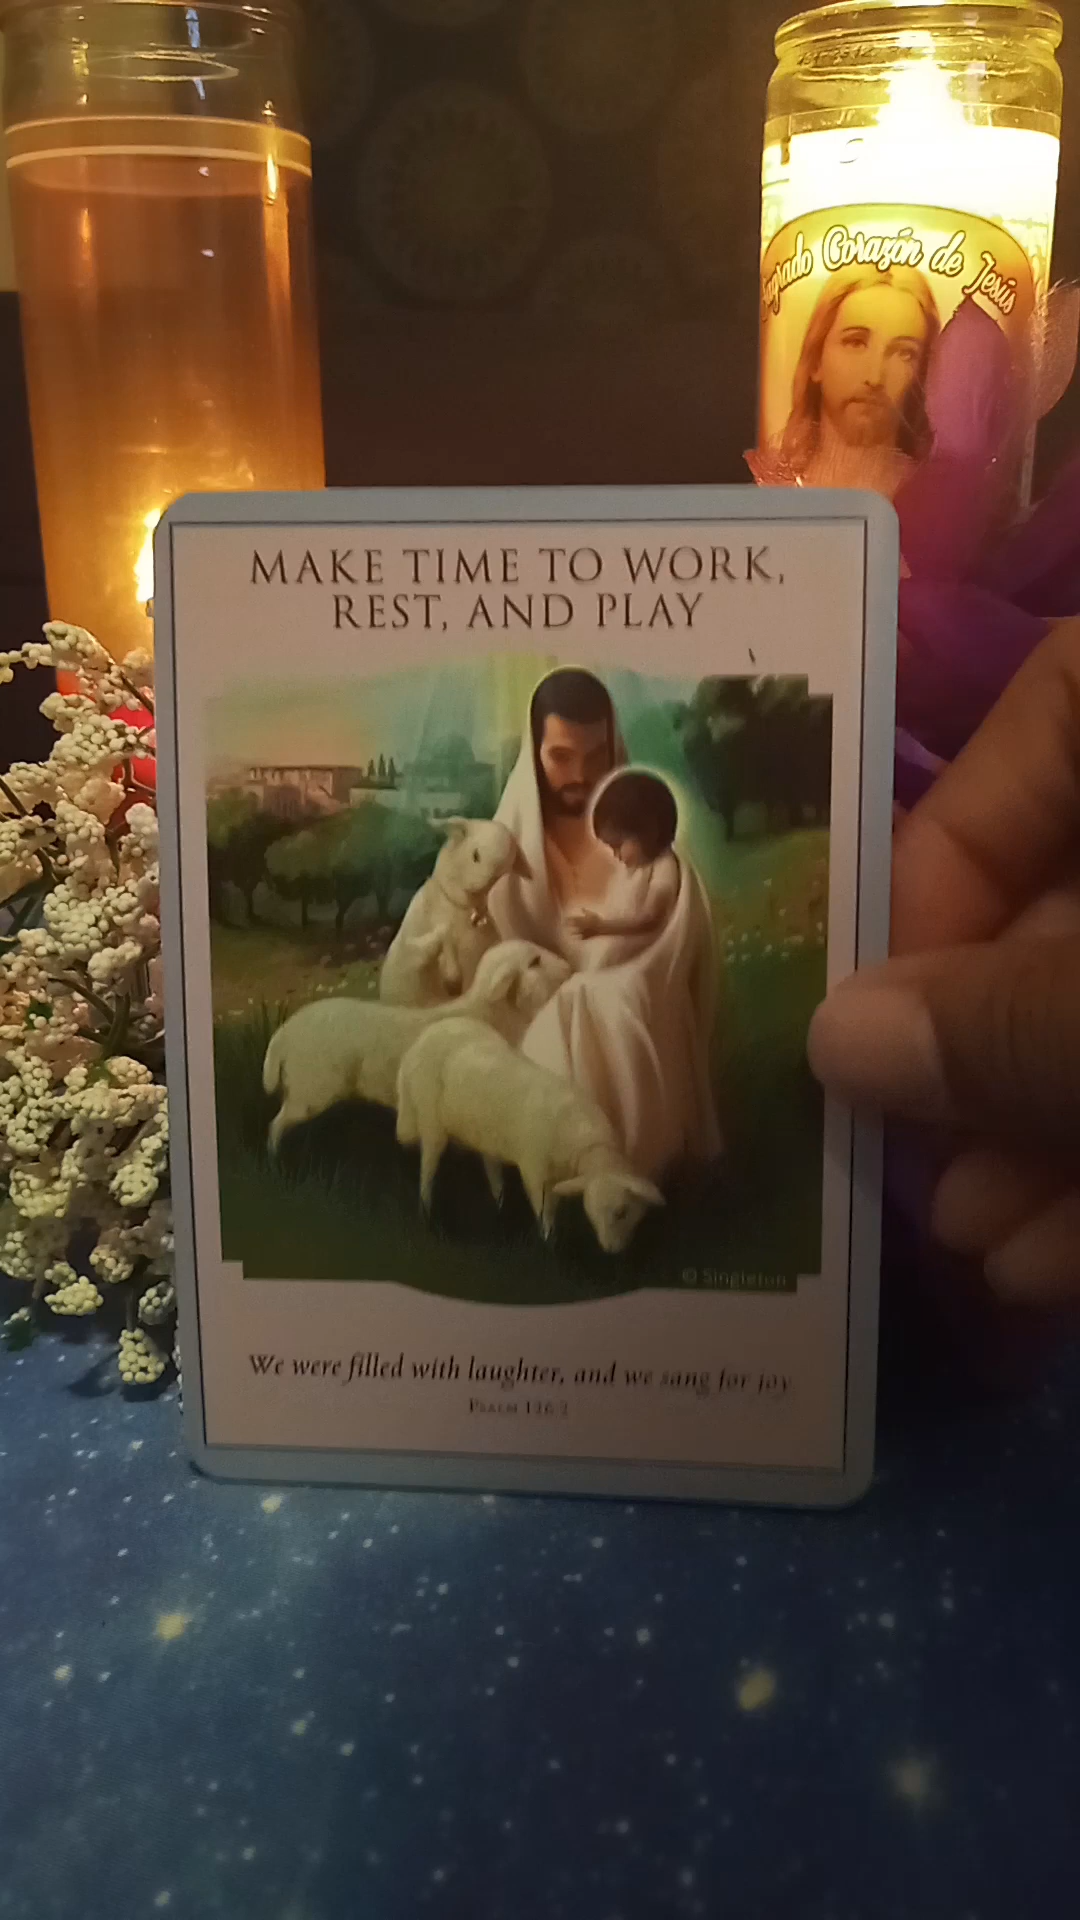 Sagrado Corazón de Jesús
MAKE TIME TO WORK,
REST, AND PLAY
© Singleton
We were filled with laughter, and we sang for joy
PSALM 126:2